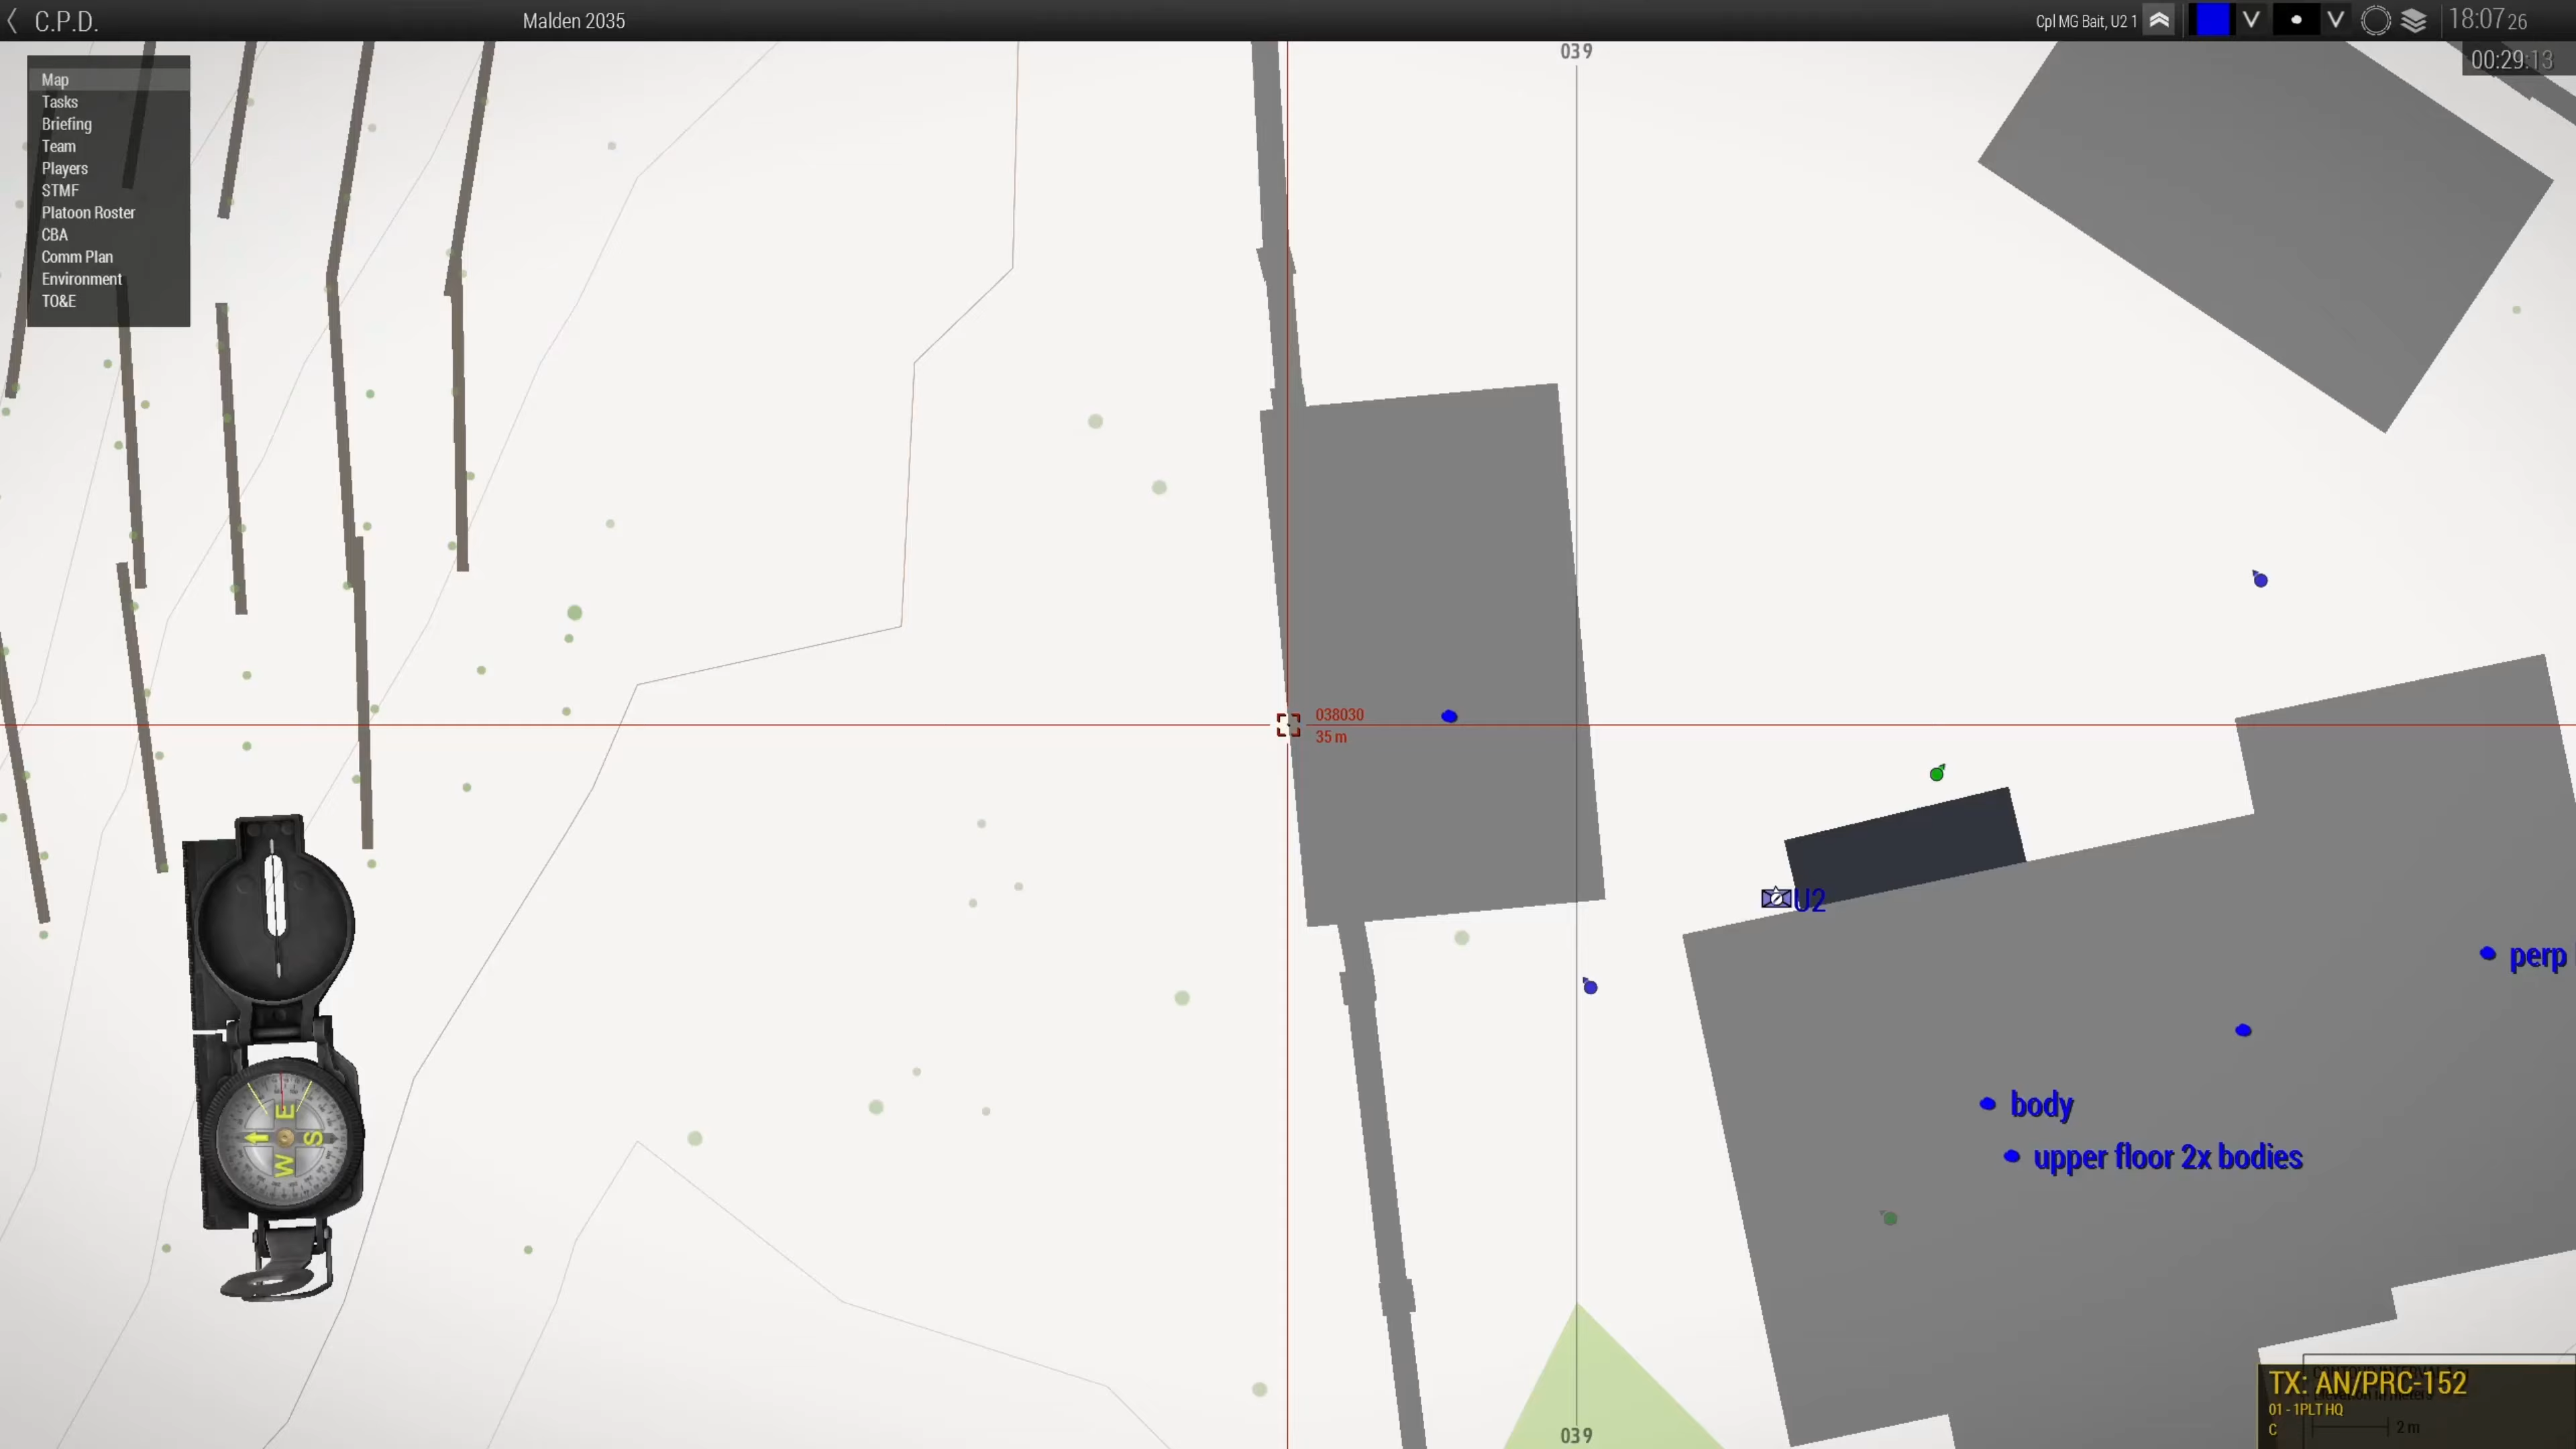 C.P.D.
Malden 2035
Cpl MG Bait, U2 1
18:07 26
00:29:13
039
Map
Tasks
Briefing
Team
Players
STMF
Platoon Roster
CBA
Comm Plan
Environment
TO&E
038030
35 m
U2
perp
body
upper floor 2x bodies
E
S
W
TX: AN/PRC-152
01 - 1PLT HQ
C
2 m
039